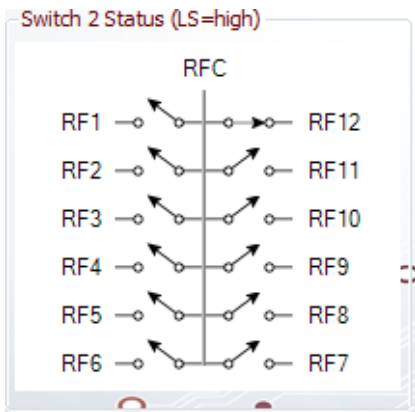 Switch 2 Status (LS=high)
RFC
RF1 RF12
RF2 RF11
RF3 RF10
RF4 RF9
RF5 RF8
RF6 RF7